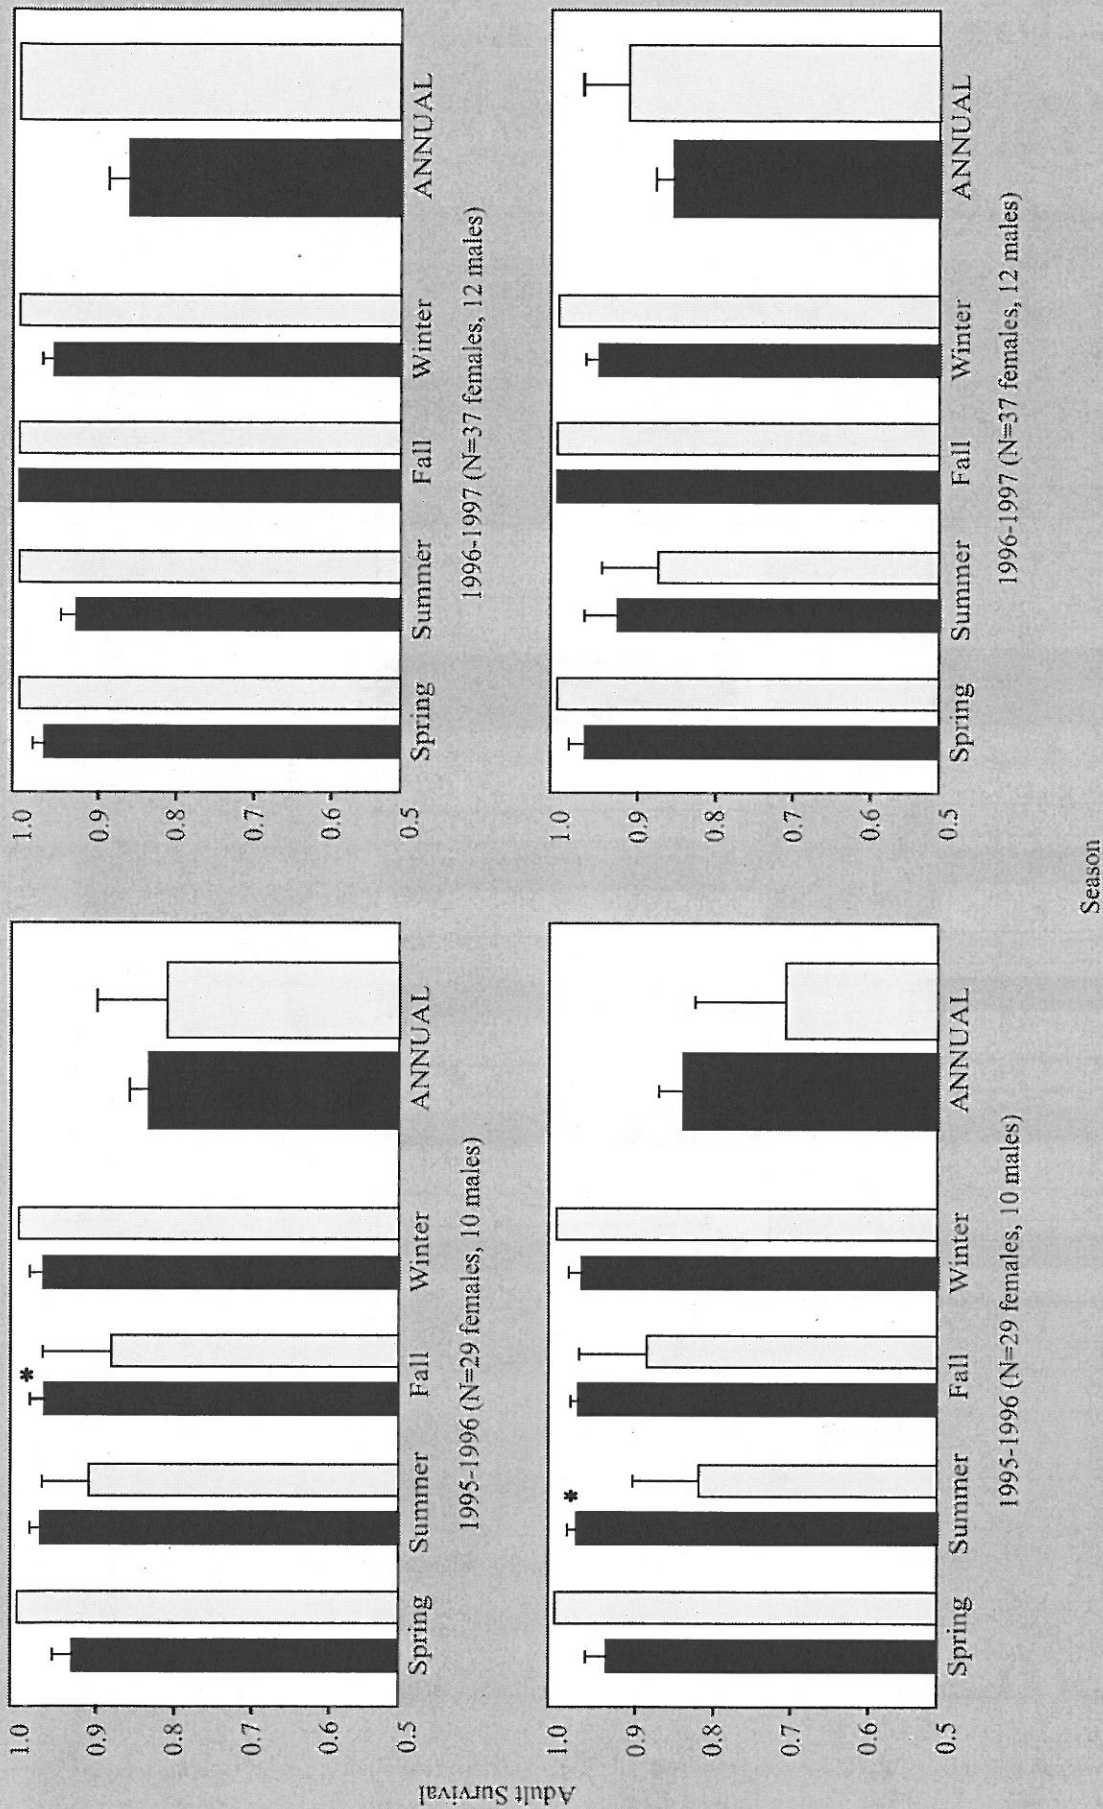 Adult Survival
1.0
0.9
0.8
0.7
0.6
0.5
Spring Summer Fall Winter ANNUAL
*
1995-1996 (N=29 females, 10 males)
1.0
0.9
0.8
0.7
0.6
0.5
Spring Summer Fall Winter ANNUAL
1996-1997 (N=37 females, 12 males)
1.0
0.9
0.8
0.7
0.6
0.5
Spring Summer Fall Winter ANNUAL
*
1995-1996 (N=29 females, 10 males)
1.0
0.9
0.8
0.7
0.6
0.5
Spring Summer Fall Winter ANNUAL
1996-1997 (N=37 females, 12 males)
Season